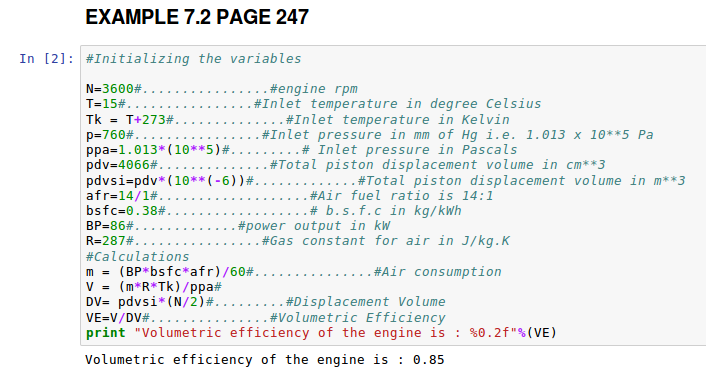 EXAMPLE 7.2 PAGE 247
In [2]: #Initializing the variables
N=3600#................#engine rpm
T=15#................#Inlet temperature in degree Celsius
Tk = T+273#..............#Inlet temperature in Kelvin
p=760#................#Inlet pressure in mm of Hg i.e. 1.013 x 10**5 Pa
ppa=1.013*(10**5)#.........# Inlet pressure in Pascals
pdv=4066#..............#Total piston displacement volume in cm**3
pdvsi=pdv*(10**(-6))#.............#Total piston displacement volume in m**3
afr=14/1#...................#Air fuel ratio is 14:1
bsfc=0.38#..................# b.s.f.c in kg/kWh
BP=86#.............#power output in kW
R=287#................#Gas constant for air in J/kg.K
#Calculations
m = (BP*bsfc*afr)/60#...............#Air consumption
V = (m*R*Tk)/ppa#
DV= pdvsi*(N/2)#.........#Displacement Volume
VE=V/DV#...............#Volumetric Efficiency
print "Volumetric efficiency of the engine is : %0.2f"%(VE)
Volumetric efficiency of the engine is : 0.85